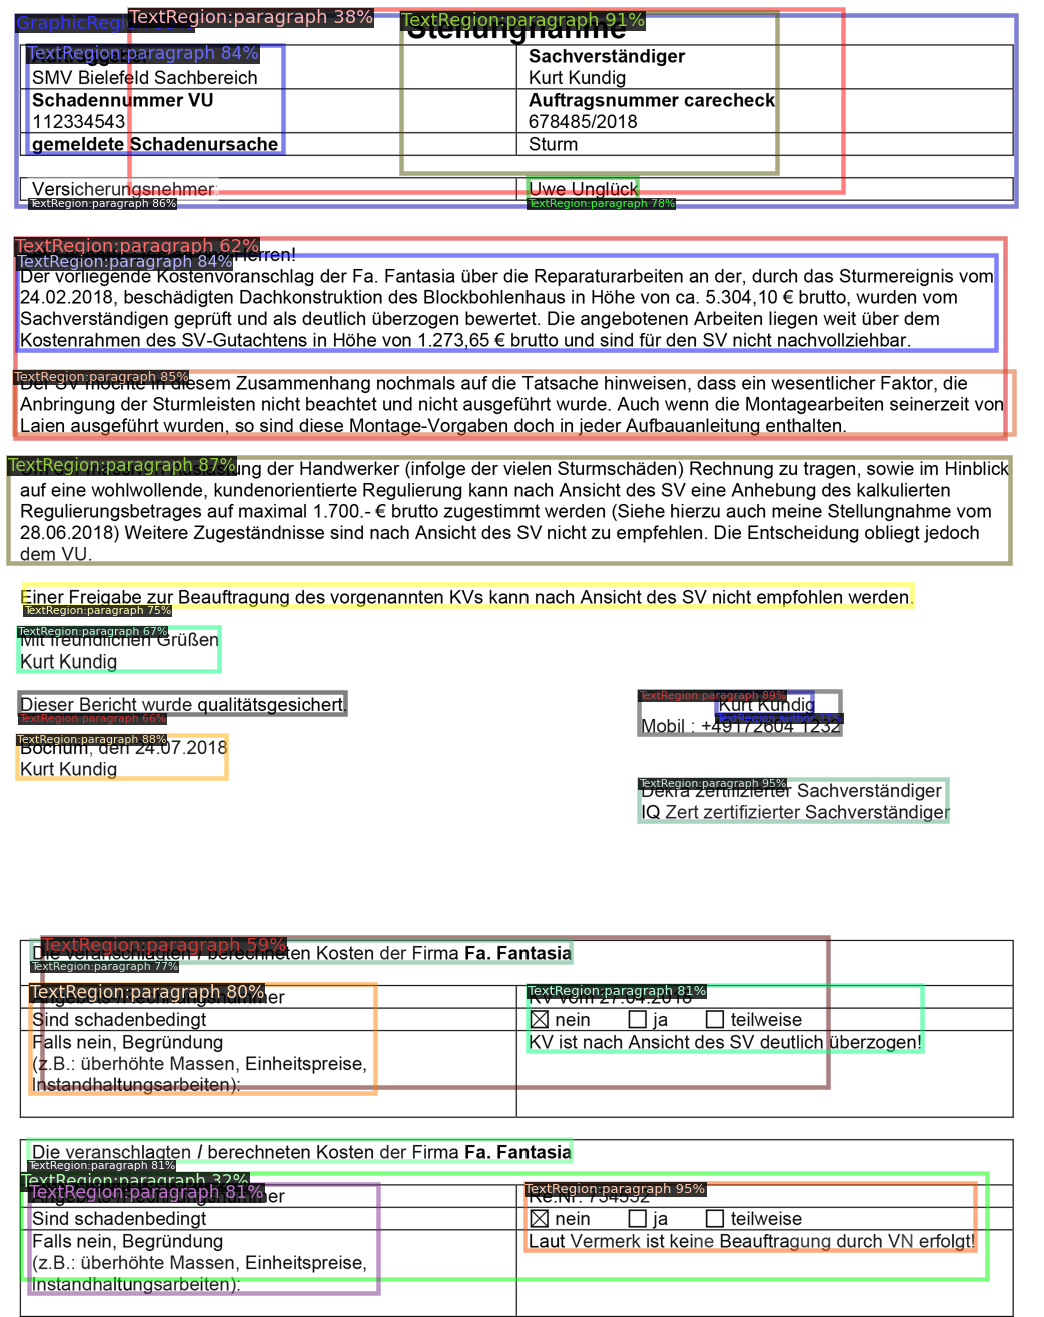 Stellungnahme
GraphicRegion
TextRegion:paragraph 38%
TextRegion:paragraph 91%
TextRegion:paragraph 84%
Sachverständiger
SMV Bielefeld Sachbereich
Kurt Kundig
Schadennummer VU
Auftragsnummer carecheck
112334543
678485/2018
gemeldete Schadenursache
Sturm
Versicherungsnehmer:
Uwe Unglück
TextRegion:paragraph 86%
TextRegion:paragraph 78%
TextRegion:paragraph 62%
Herren!
TextRegion:paragraph 84%
Der vorliegende Kostenvoranschlag der Fa. Fantasia über die Reparaturarbeiten an der, durch das Sturmereignis vom
24.02.2018, beschädigten Dachkonstruktion des Blockbohlenhaus in Höhe von ca. 5.304,10 € brutto, wurden vom
Sachverständigen geprüft und als deutlich überzogen bewertet. Die angebotenen Arbeiten liegen weit über dem
Kostenrahmen des SV-Gutachtens in Höhe von 1.273,65 € brutto und sind für den SV nicht nachvollziehbar.
TextRegion:paragraph 85%
Der SV möchte in diesem Zusammenhang nochmals auf die Tatsache hinweisen, dass ein wesentlicher Faktor, die
Anbringung der Sturmleisten nicht beachtet und nicht ausgeführt wurde. Auch wenn die Montagearbeiten seinerzeit von
Laien ausgeführt wurden, so sind diese Montage-Vorgaben doch in jeder Aufbauanleitung enthalten.
TextRegion:paragraph 87%
der Handwerker (infolge der vielen Sturmschäden) Rechnung zu tragen, sowie im Hinblick
auf eine wohlwollende, kundenorientierte Regulierung kann nach Ansicht des SV eine Anhebung des kalkulierten
Regulierungsbetrages auf maximal 1.700.- € brutto zugestimmt werden (Siehe hierzu auch meine Stellungnahme vom
28.06.2018) Weitere Zugeständnisse sind nach Ansicht des SV nicht zu empfehlen. Die Entscheidung obliegt jedoch
dem VU.
Einer Freigabe zur Beauftragung des vorgenannten KVs kann nach Ansicht des SV nicht empfohlen werden.
TextRegion:paragraph 75%
TextRegion:paragraph 67%
Mit freundlichen Grüßen
Kurt Kundig
Dieser Bericht wurde qualitätsgesichert.
TextRegion:paragraph 66%
TextRegion:paragraph 89%
Kurt Kundig
Mobil : +49172604 1232
TextRegion:paragraph 88%
Bochum, den 24.07.2018
Kurt Kundig
TextRegion:paragraph 95%
Dekra zertifizierter Sachverständiger
IQ Zert zertifizierter Sachverständiger
TextRegion:paragraph 59%
Die veranschlagten / berechneten Kosten der Firma Fa. Fantasia
TextRegion:paragraph 77%
TextRegion:paragraph 80%
TextRegion:paragraph 81%
KV vom 27.04.2018
Sind schadenbedingt
nein ja teilweise
Falls nein, Begründung
KV ist nach Ansicht des SV deutlich überzogen!
(z.B.: überhöhte Massen, Einheitspreise,
Instandhaltungsarbeiten):
Die veranschlagten / berechneten Kosten der Firma Fa. Fantasia
TextRegion:paragraph 81%
TextRegion:paragraph 32%
TextRegion:paragraph 81%
TextRegion:paragraph 95%
Sind schadenbedingt
nein ja teilweise
Falls nein, Begründung
Laut Vermerk ist keine Beauftragung durch VN erfolgt!
(z.B.: überhöhte Massen, Einheitspreise,
Instandhaltungsarbeiten):